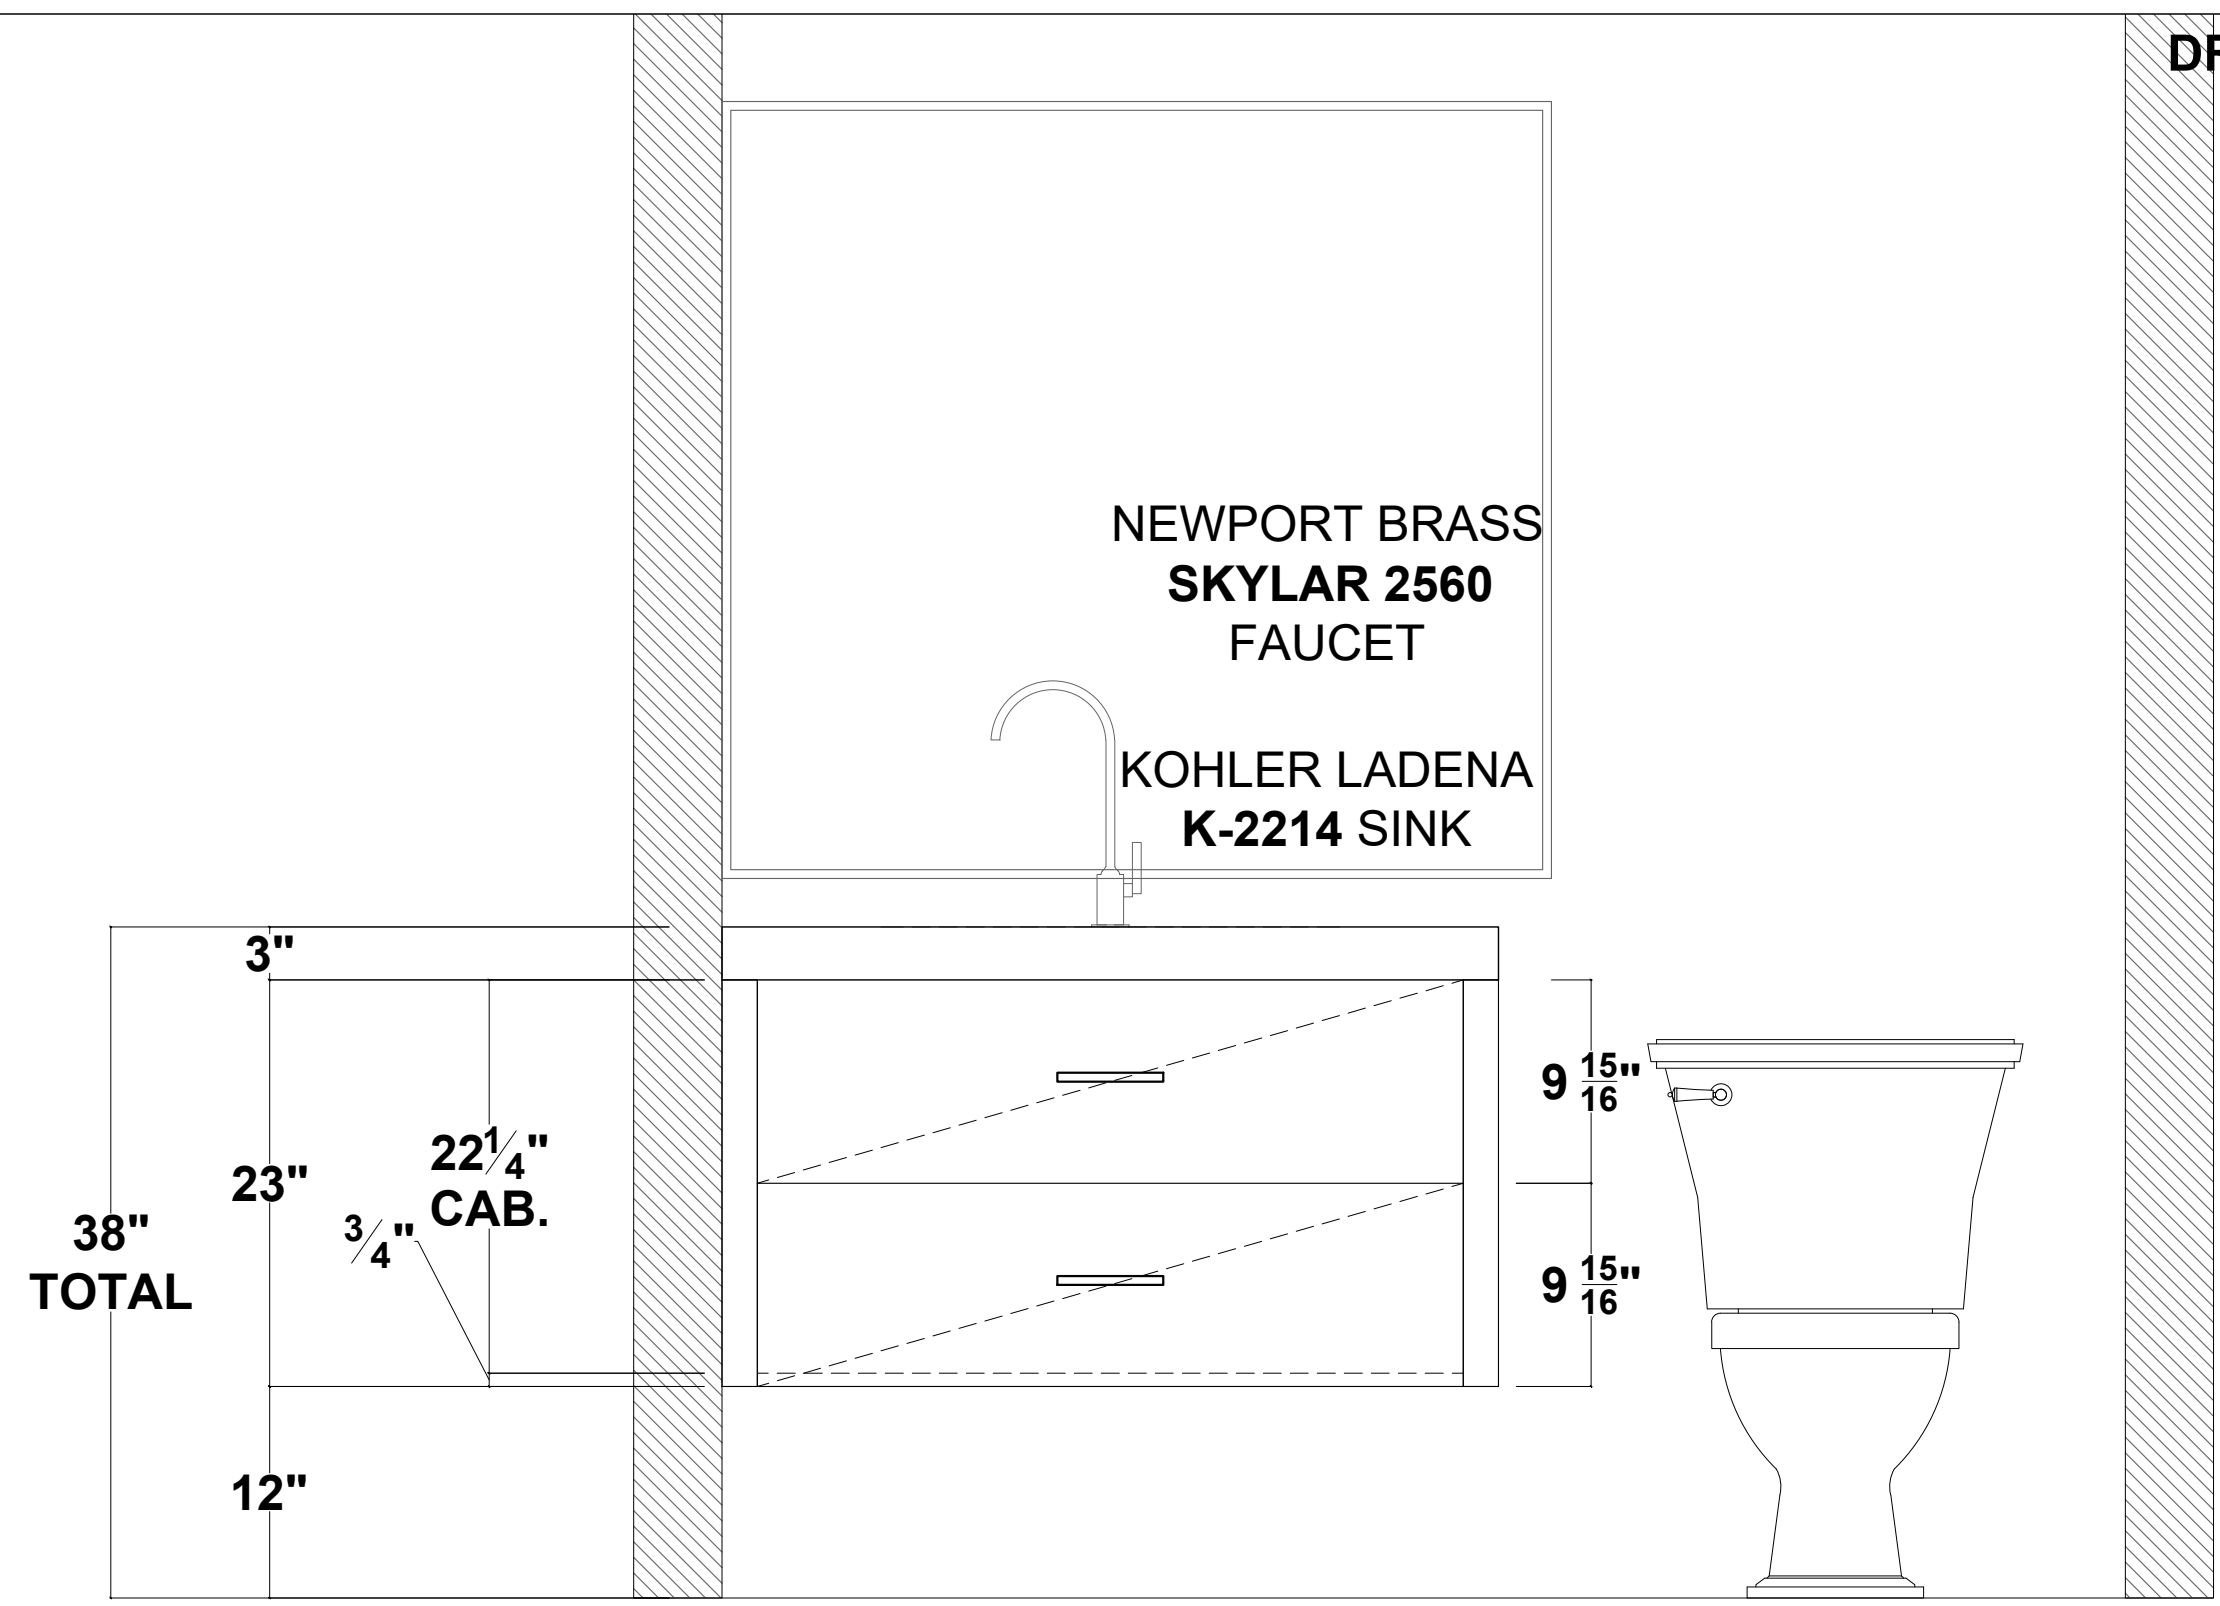 DR
NEWPORT BRASS
SKYLAR 2560
FAUCET
KOHLER LADENA
K-2214 SINK
3"
9 15/16"
22 1/4"
CAB.
23"
3/4"
38"
TOTAL
9 15/16"
12"